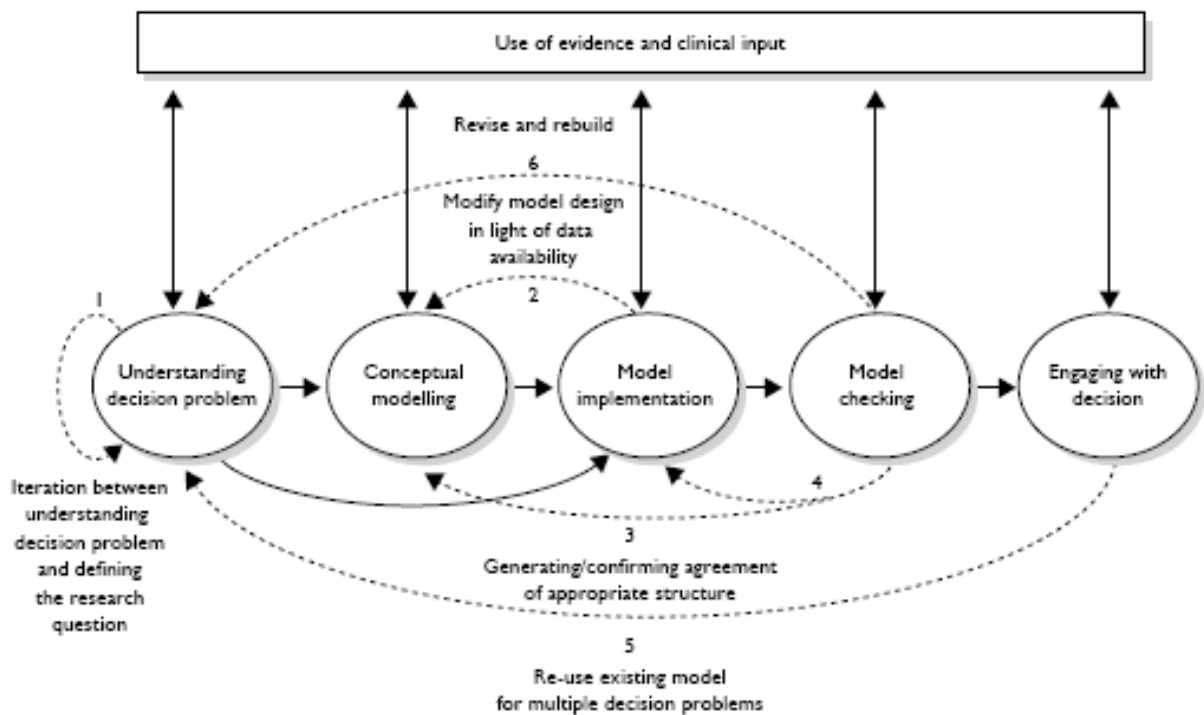 Use of evidence and clinical input
Revise and rebuild
6
Modify model design
in light of data
availability
2
1
Understanding
decision problem
Conceptual
modelling
Model
implementation
Model
checking
Engaging with
decision
Iteration between
understanding
decision problem
and defining
the research
question
4
3
Generating/confirming agreement
of appropriate structure
5
Re-use existing model
for multiple decision problems